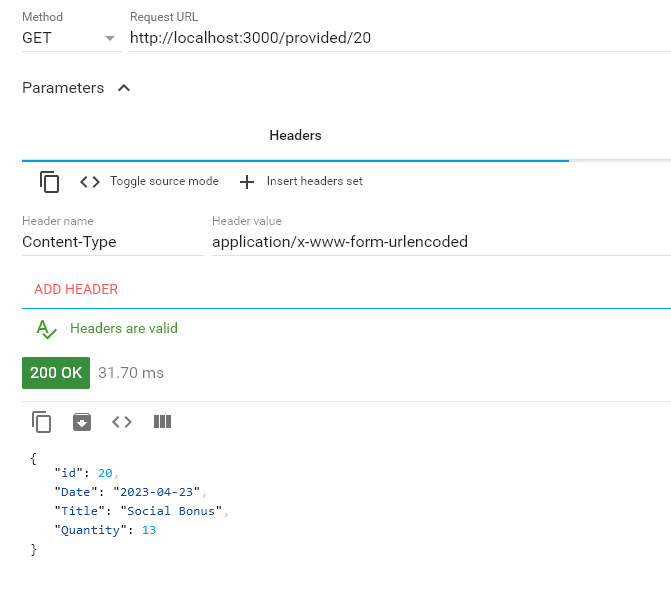 Method Request URL
GET http://localhost:3000/provided/20
Parameters
Headers
Toggle source mode Insert headers set
Header name Header value
Content-Type application/x-www-form-urlencoded
ADD HEADER
Headers are valid
200 OK 31.70 ms
{
"id": 20,
"Date": "2023-04-23",
"Title": "Social Bonus",
"Quantity": 13
}